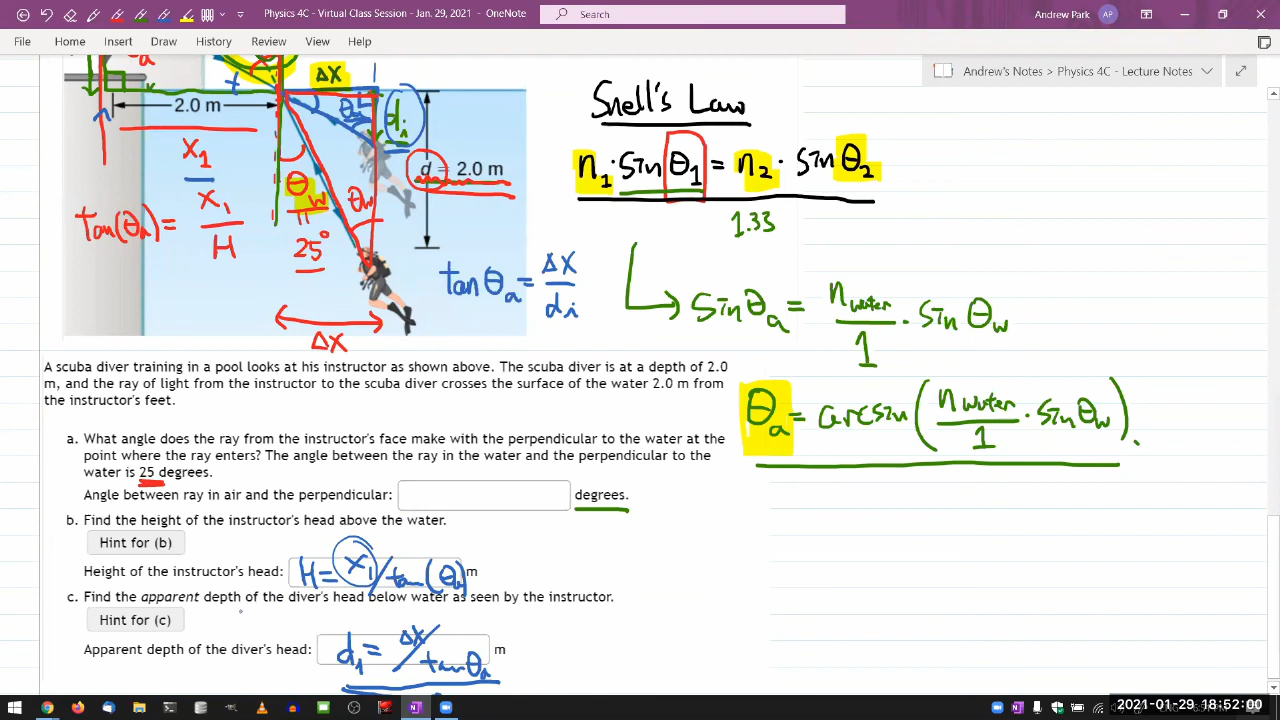 Physics 4C - Jan 29, 2021 - OneNote
Search
Andrew Park
AP
File Home Insert Draw History Review View Help
Andrew's Notes > Physics 4C - Lecture Notes
ΔX
2.0 m
d = 2.0 m
dᵢ
x₁
tan(θₐ) = x₁/H
θw
θw
25°
ΔX
tan θₐ = ΔX/dᵢ
Snell's Law
n₁ · sin θ₁ = n₂ · sin θ₂
1.33
sin θₐ = n water/1 · sin θw
θₐ = arcsin (n water/1 · sin θw).
A scuba diver training in a pool looks at his instructor as shown above. The scuba diver is at a depth of 2.0
m, and the ray of light from the instructor to the scuba diver crosses the surface of the water 2.0 m from
the instructor's feet.
a. What angle does the ray from the instructor's face make with the perpendicular to the water at the
point where the ray enters? The angle between the ray in the water and the perpendicular to the
water is 25 degrees.
Angle between ray in air and the perpendicular: degrees.
b. Find the height of the instructor's head above the water.
Hint for (b)
Height of the instructor's head: H = x₁/tan(θₐ) m
c. Find the apparent depth of the diver's head below water as seen by the instructor.
Hint for (c)
Apparent depth of the diver's head: d₁ = ΔX/tan θₐ m
2021-01-29 18:52:00